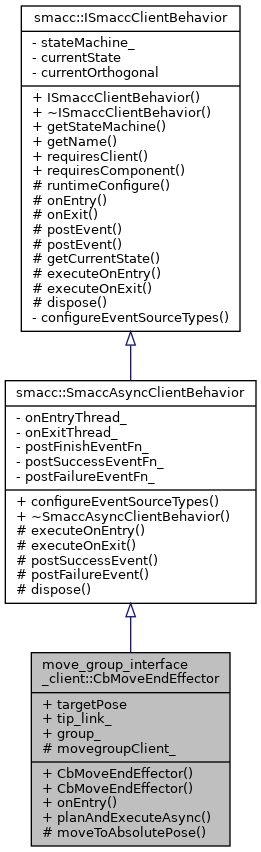 smacc::ISmaccClientBehavior
- stateMachine_
- currentState
- currentOrthogonal
+ ISmaccClientBehavior()
+ ~ISmaccClientBehavior()
+ getStateMachine()
+ getName()
+ requiresClient()
+ requiresComponent()
# runtimeConfigure()
# onEntry()
# onExit()
# postEvent()
# postEvent()
# getCurrentState()
# executeOnEntry()
# executeOnExit()
# dispose()
- configureEventSourceTypes()
smacc::SmaccAsyncClientBehavior
- onEntryThread_
- onExitThread_
- postFinishEventFn_
- postSuccessEventFn_
- postFailureEventFn_
+ configureEventSourceTypes()
+ ~SmaccAsyncClientBehavior()
# executeOnEntry()
# executeOnExit()
# postSuccessEvent()
# postFailureEvent()
# dispose()
move_group_interface
_client::CbMoveEndEffector
+ targetPose
+ tip_link_
+ group_
# movegroupClient_
+ CbMoveEndEffector()
+ CbMoveEndEffector()
+ onEntry()
+ planAndExecuteAsync()
# moveToAbsolutePose()